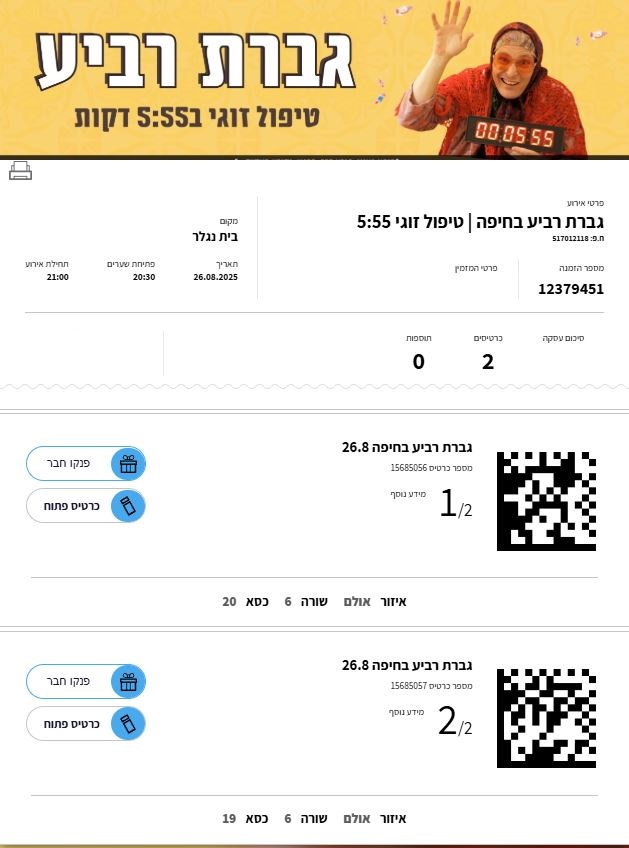 גברת רביע
טיפול זוגי ב5:55 דקות
00:05:55
פרטי אירוע
גברת רביע בחיפה | טיפול זוגי 5:55
ח.פ: 517012118
מספר הזמנה
12379451
פרטי המזמין
מקום
בית נגלר
תאריך
26.08.2025
פתיחת שערים
20:30
תחילת אירוע
21:00
סיכום עסקה
כרטיסים
2
תוספות
0
גברת רביע בחיפה 26.8
מספר כרטיס 15685056
1/2 מידע נוסף
פנקו חבר
כרטיס פתוח
איזור אולם שורה 6 כסא 20
גברת רביע בחיפה 26.8
מספר כרטיס 15685057
2/2 מידע נוסף
פנקו חבר
כרטיס פתוח
איזור אולם שורה 6 כסא 19